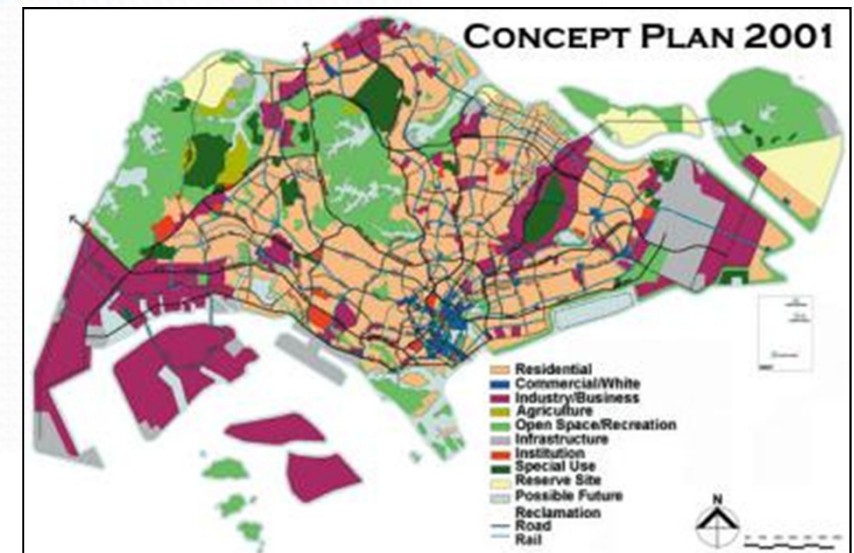 CONCEPT PLAN 2001
Residential
Commercial/White
Industry/Business
Agriculture
Open Space/Recreation
Infrastructure
Institution
Special Use
Reserve Site
Possible Future
Reclamation
Road
Rail
N